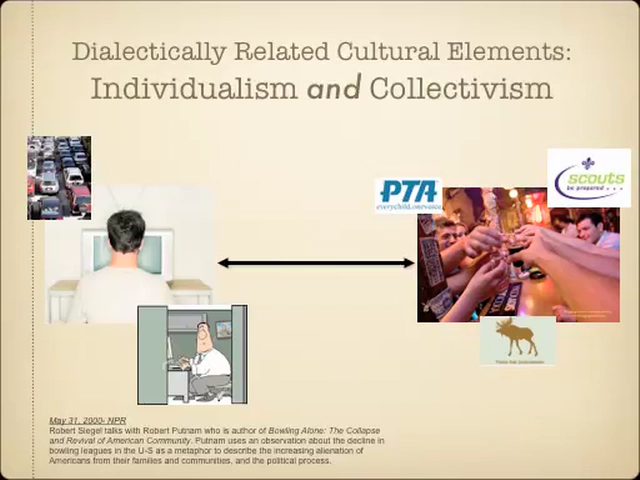 Dialectically Related Cultural Elements:
Individualism and Collectivism
scouts
be prepared . . .
PTA
everychild.onevoice.
May 31, 2000- NPR
Robert Siegel talks with Robert Putnam who is author of Bowling Alone: The Collapse
and Revival of American Community. Putnam uses an observation about the decline in
bowling leagues in the U-S as a metaphor to describe the increasing alienation of
Americans from their families and communities, and the political process.